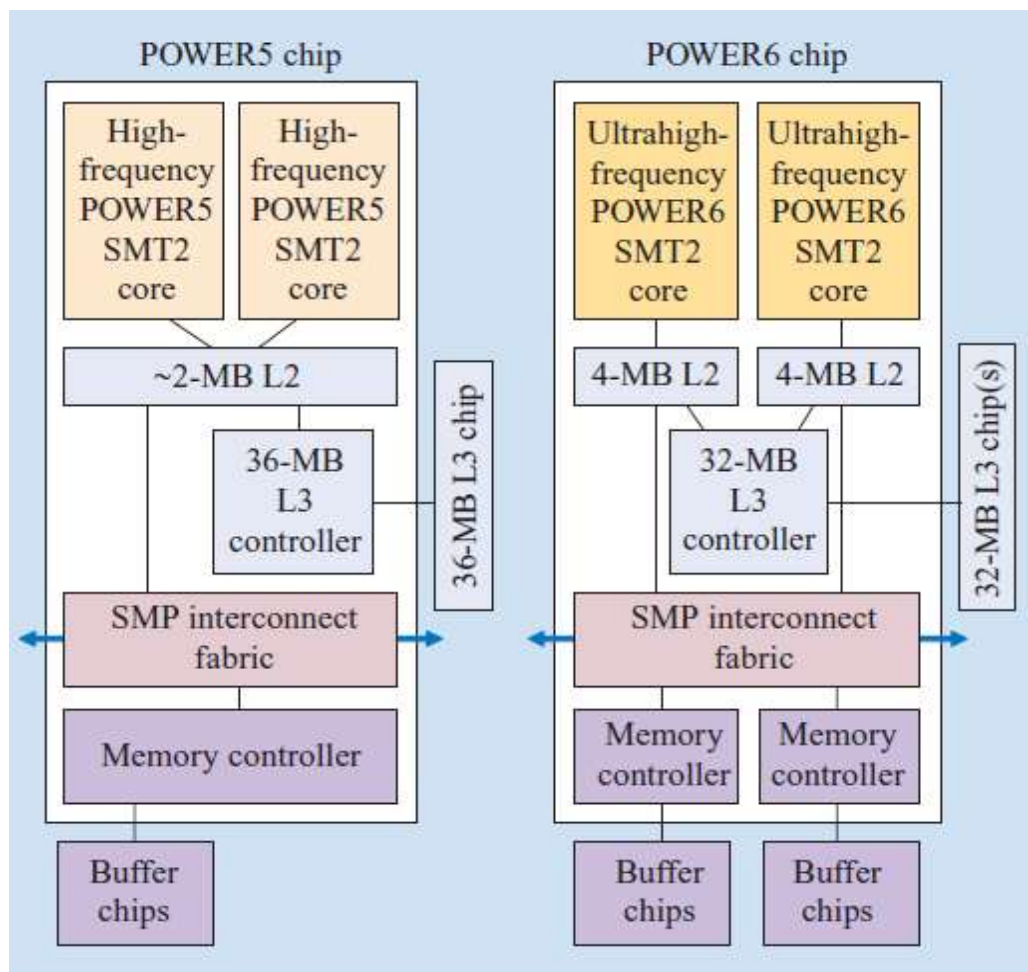 POWER5 chip
High-
frequency
POWER5
SMT2
core
High-
frequency
POWER5
SMT2
core
~2-MB L2
36-MB
L3
controller
36-MB L3 chip
SMP interconnect
fabric
Memory controller
Buffer
chips
POWER6 chip
Ultrahigh-
frequency
POWER6
SMT2
core
Ultrahigh-
frequency
POWER6
SMT2
core
4-MB L2
4-MB L2
32-MB
L3
controller
32-MB L3 chip(s)
SMP interconnect
fabric
Memory
controller
Memory
controller
Buffer
chips
Buffer
chips